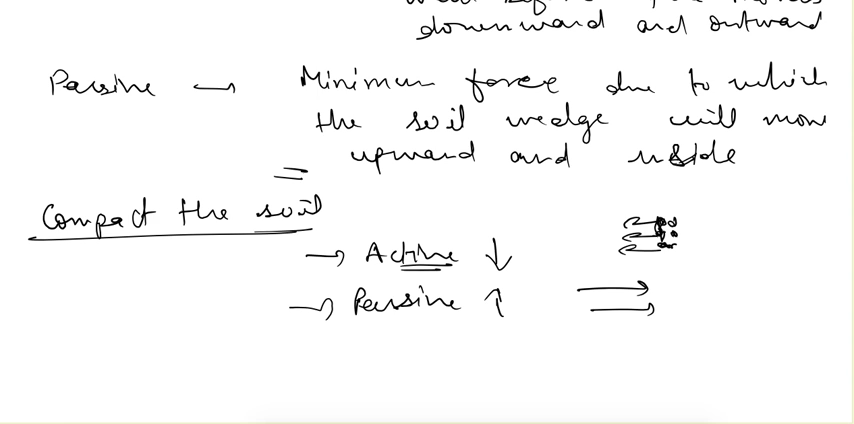 downward and outward
Passive → Minimum force due to which
the soil wedge will move
upward and inside
Compact the soil
→ Active ↓
→ Passive ↑